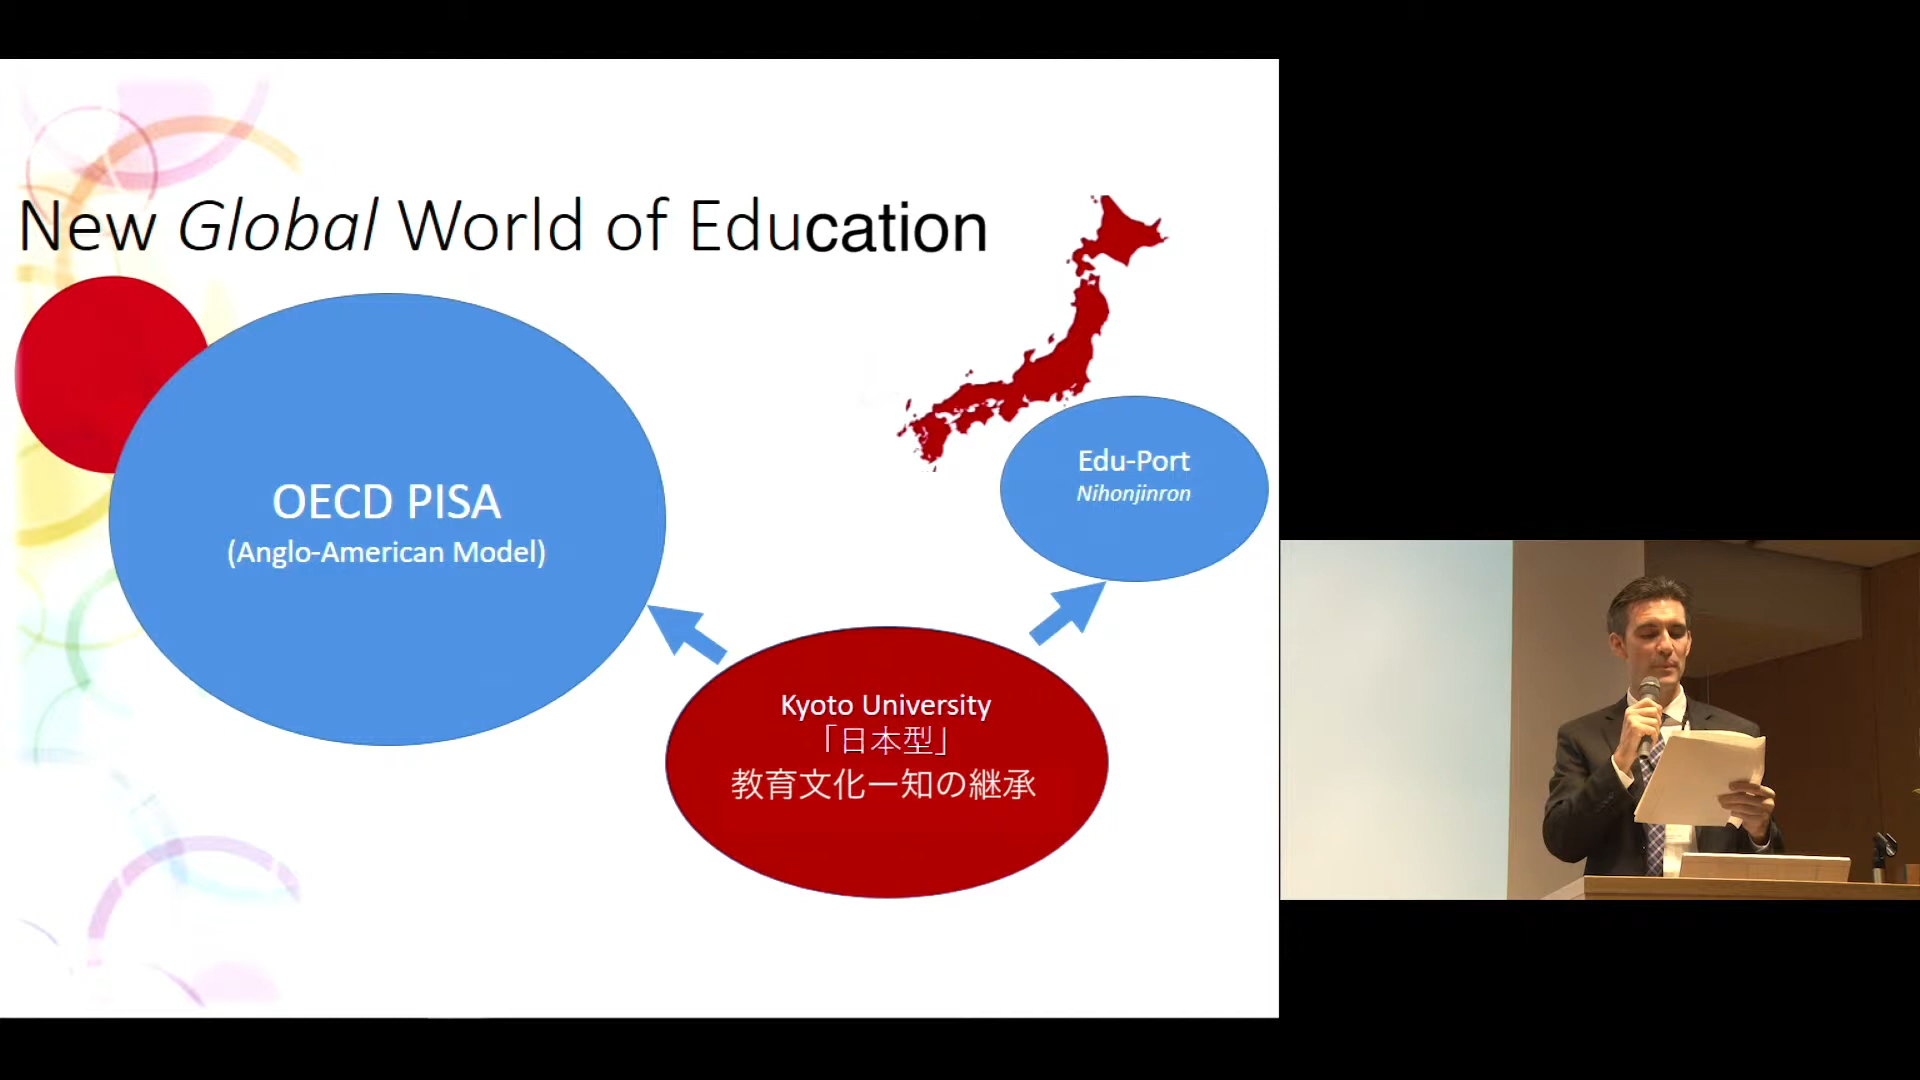 New Global World of Education
OECD PISA
(Anglo-American Model)
Edu-Port
Nihonjinron
Kyoto University
「日本型」
教育文化ー知の継承